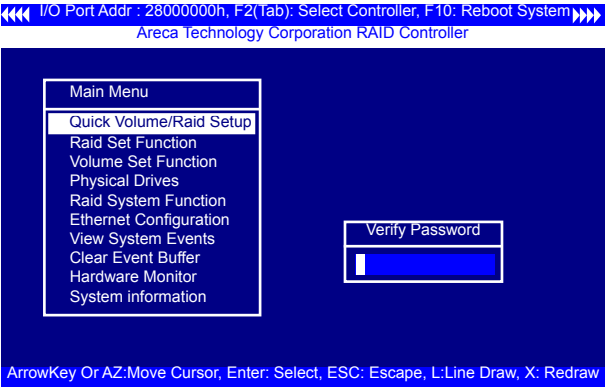 I/O Port Addr : 28000000h, F2(Tab): Select Controller, F10: Reboot System
Areca Technology Corporation RAID Controller
Main Menu
Quick Volume/Raid Setup
Raid Set Function
Volume Set Function
Physical Drives
Raid System Function
Ethernet Configuration
View System Events
Clear Event Buffer
Hardware Monitor
System information
Verify Password
ArrowKey Or AZ:Move Cursor, Enter: Select, ESC: Escape, L:Line Draw, X: Redraw